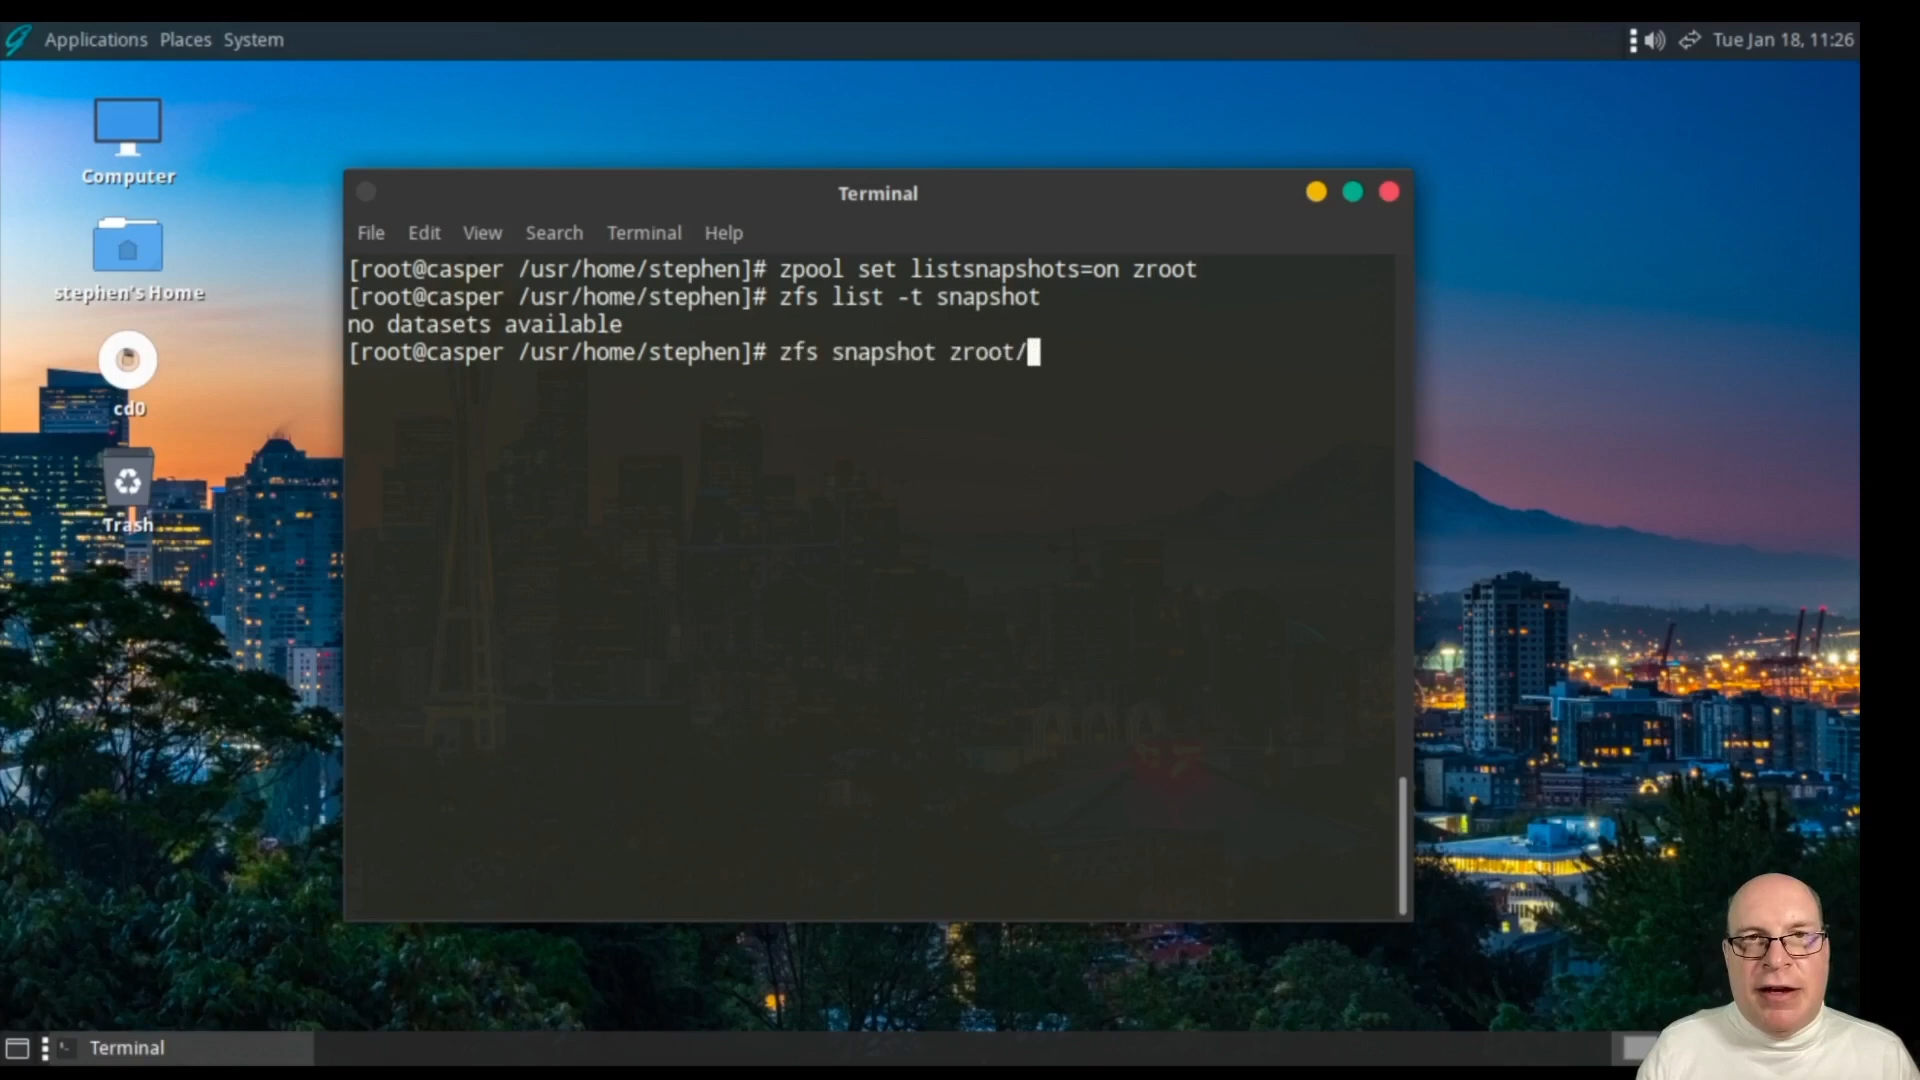 Applications Places System
Tue Jan 18, 11:26
Computer
stephen's Home
cd0
Trash
Terminal
File Edit View Search Terminal Help
[root@casper /usr/home/stephen]# zpool set listsnapshots=on zroot
[root@casper /usr/home/stephen]# zfs list -t snapshot
no datasets available
[root@casper /usr/home/stephen]# zfs snapshot zroot/
Terminal